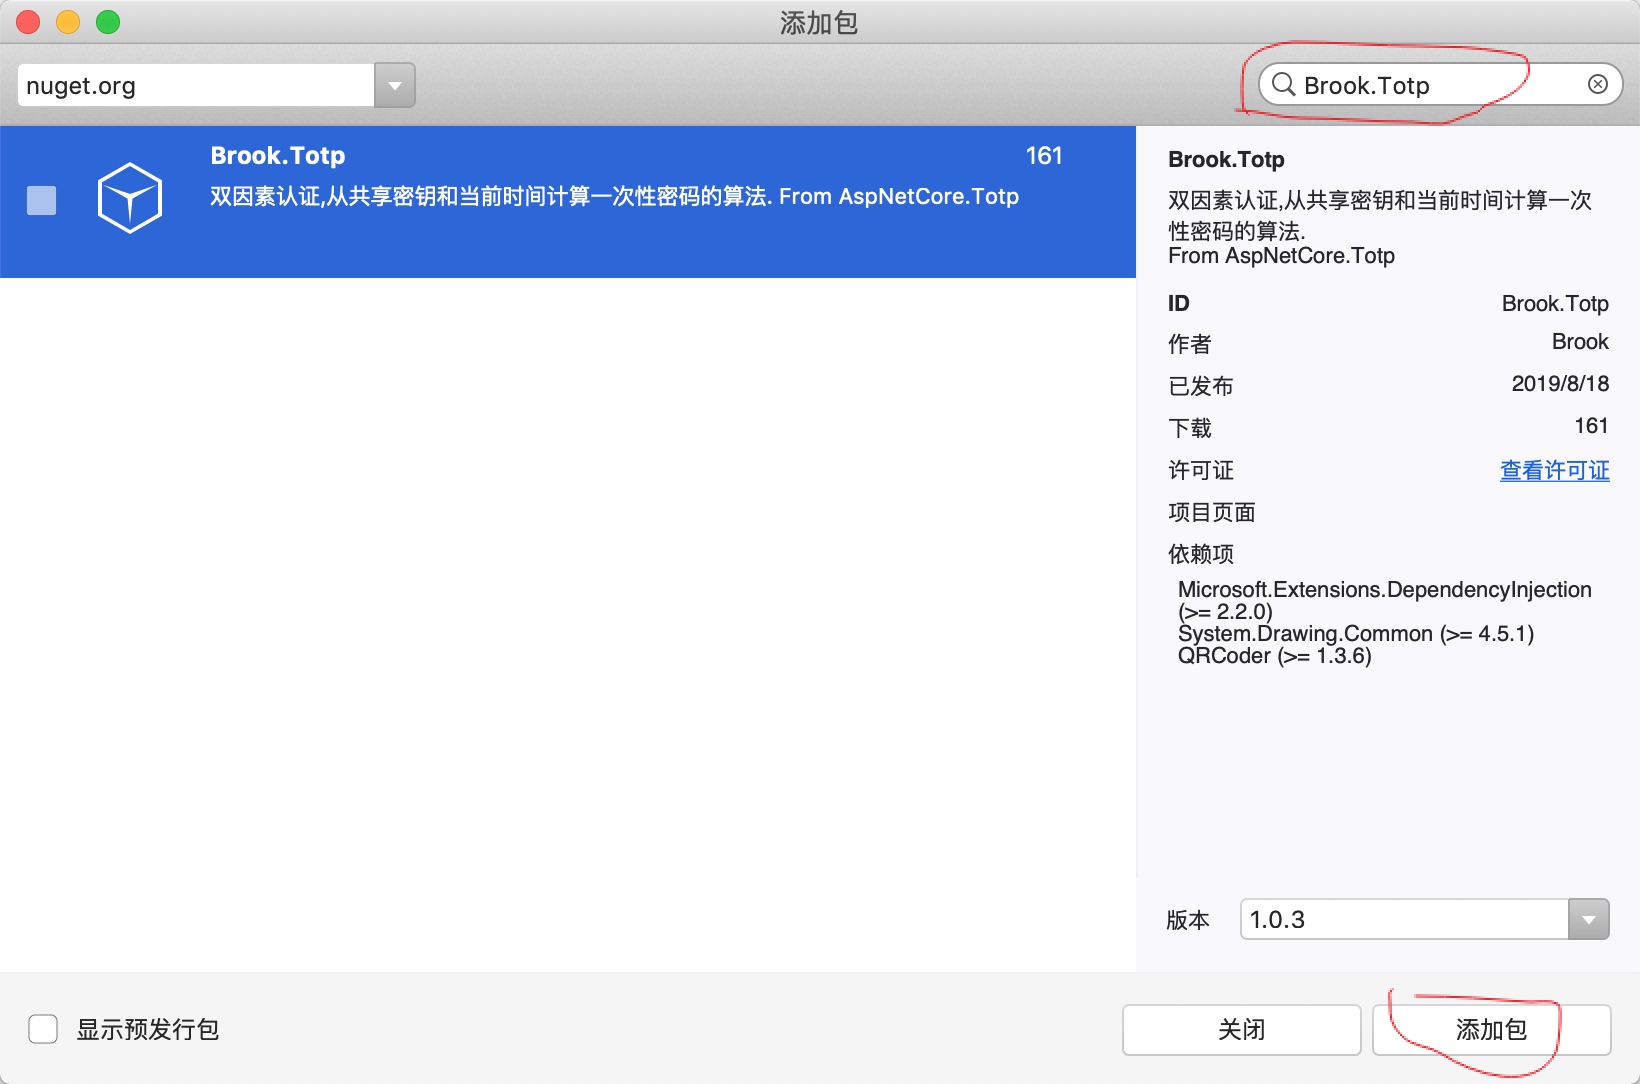 添加包
nuget.org
Brook.Totp
Brook.Totp
161
双因素认证,从共享密钥和当前时间计算一次性密码的算法. From AspNetCore.Totp
Brook.Totp
双因素认证,从共享密钥和当前时间计算一次
性密码的算法.
From AspNetCore.Totp
ID Brook.Totp
作者 Brook
已发布 2019/8/18
下载 161
许可证 查看许可证
项目页面
依赖项
Microsoft.Extensions.DependencyInjection
(>= 2.2.0)
System.Drawing.Common (>= 4.5.1)
QRCoder (>= 1.3.6)
版本 1.0.3
显示预发行包
关闭
添加包